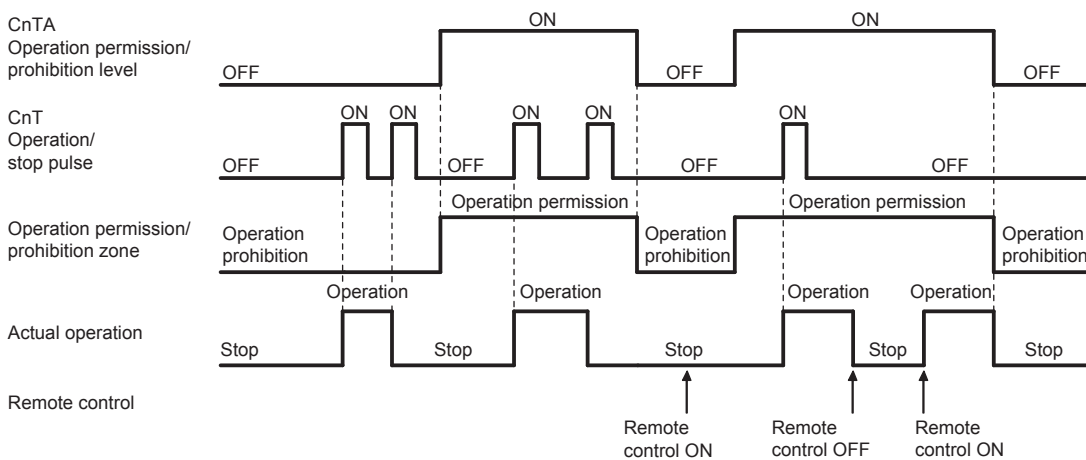 CnTA
Operation permission/
prohibition level
OFF
ON
OFF
ON
OFF
CnT
Operation/
stop pulse
OFF
ON
ON
OFF
ON
ON
OFF
ON
OFF
Operation permission/
prohibition zone
Operation
prohibition
Operation permission
Operation
prohibition
Operation permission
Operation
prohibition
Actual operation
Stop
Operation
Stop
Operation
Stop
Operation
Stop
Operation
Stop
Remote control
Remote
control ON
Remote
control OFF
Remote
control ON